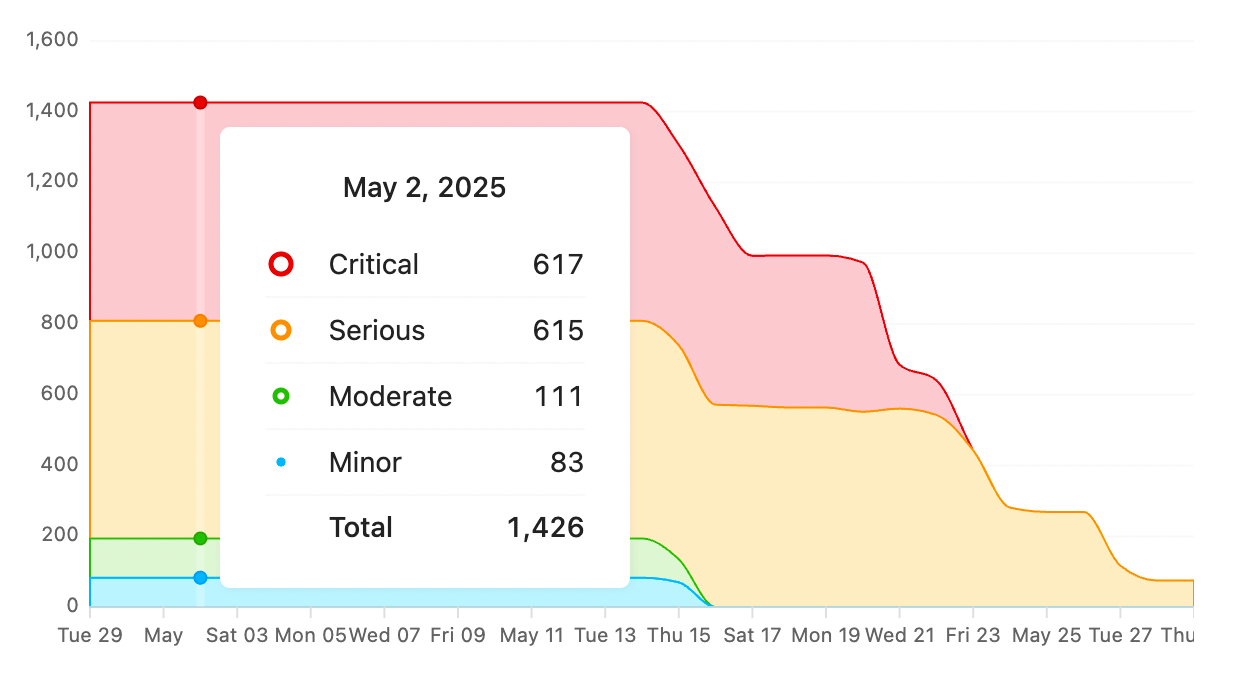 1,600
1,400
1,200
1,000
800
600
400
200
0
May 2, 2025
Critical 617
Serious 615
Moderate 111
Minor 83
Total 1,426
Tue 29 May Sat 03 Mon 05 Wed 07 Fri 09 May 11 Tue 13 Thu 15 Sat 17 Mon 19 Wed 21 Fri 23 May 25 Tue 27 Thu